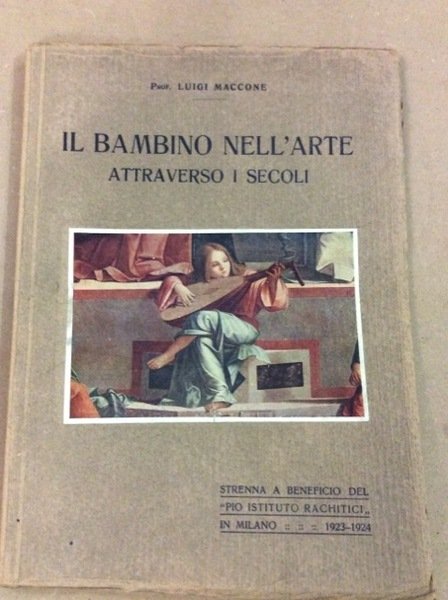 Prof. LUIGI MACCONE
IL BAMBINO NELL'ARTE
ATTRAVERSO I SECOLI
STRENNA A BENEFICIO DEL
"PIO ISTITUTO RACHITICI„
IN MILANO :: :: :: 1923-1924